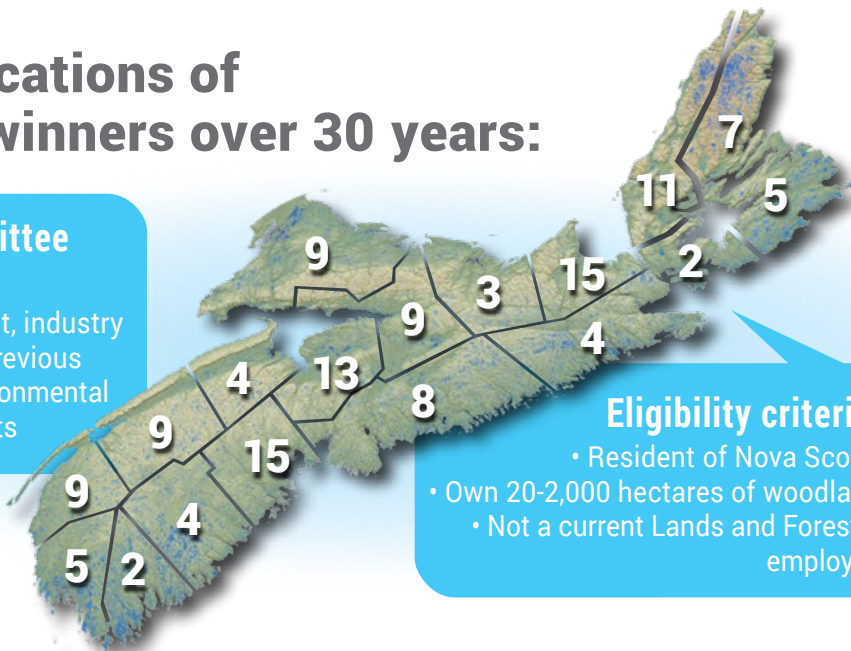 cations of
winners over 30 years:
ittee
t, industry
revious
onmental
ts
7
11
5
2
9
15
3
9
4
13
4
8
9
15
9
4
5
2
Eligibility criteri
• Resident of Nova Sco
• Own 20-2,000 hectares of woodla
• Not a current Lands and Fores
employ